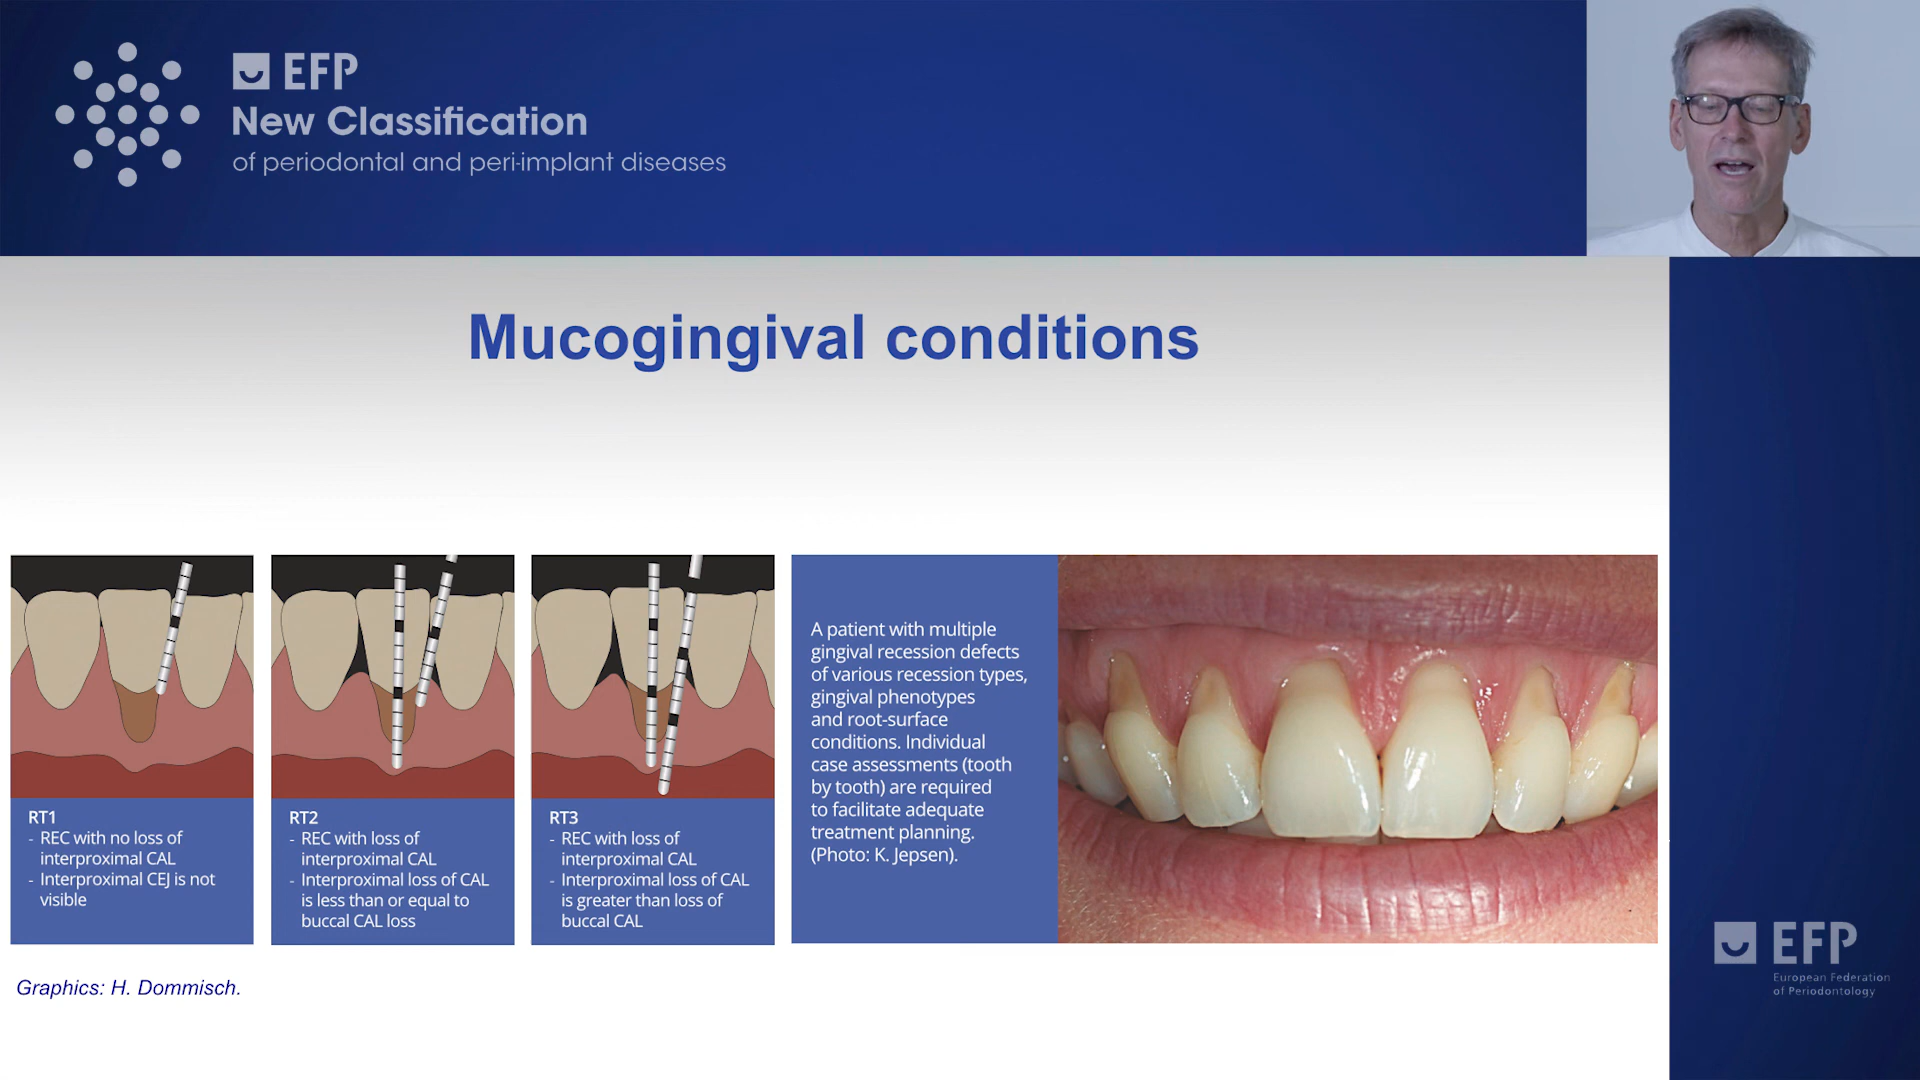 EFP
New Classification
of periodontal and peri-implant diseases
Mucogingival conditions
RT1
- REC with no loss of
interproximal CAL
- Interproximal CEJ is not
visible
RT2
- REC with loss of
interproximal CAL
- Interproximal loss of CAL
is less than or equal to
buccal CAL loss
RT3
- REC with loss of
interproximal CAL
- Interproximal loss of CAL
is greater than loss of
buccal CAL
A patient with multiple
gingival recession defects
of various recession types,
gingival phenotypes
and root-surface
conditions. Individual
case assessments (tooth
by tooth) are required
to facilitate adequate
treatment planning.
(Photo: K. Jepsen).
Graphics: H. Dommisch.
EFP
European Federation
of Periodontology